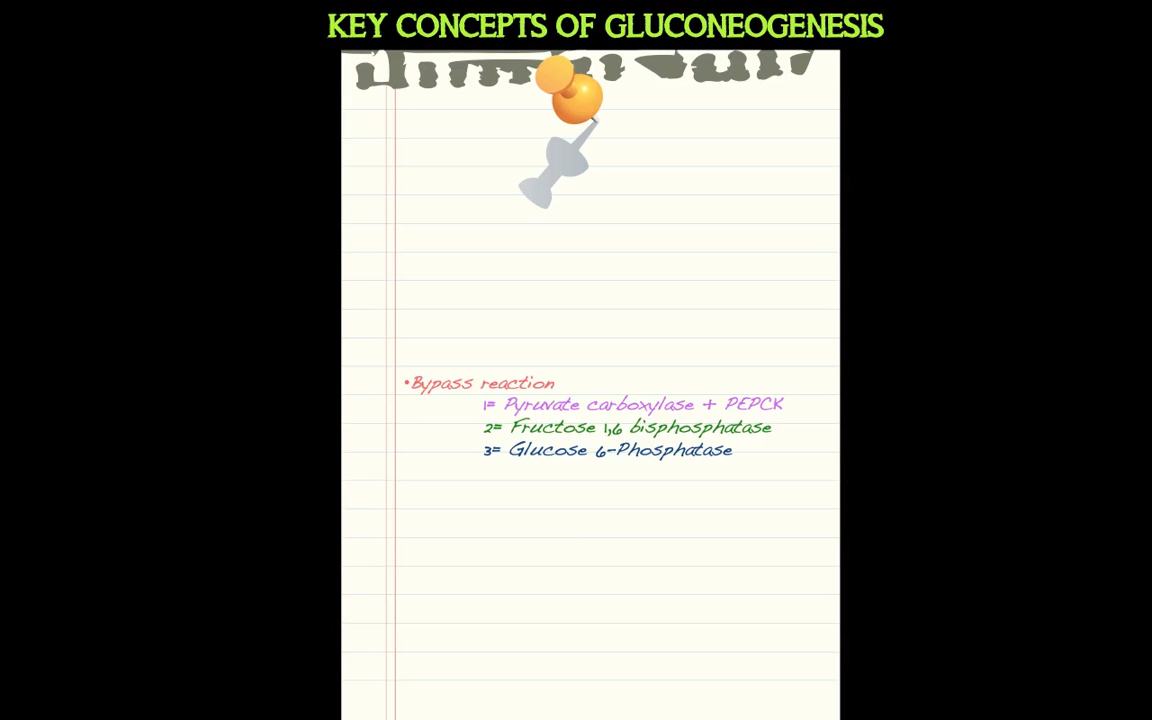 KEY CONCEPTS OF GLUCONEOGENESIS
•Bypass reaction
1= Pyruvate carboxylase + PEPCK
2= Fructose 1,6 bisphosphatase
3= Glucose 6-Phosphatase